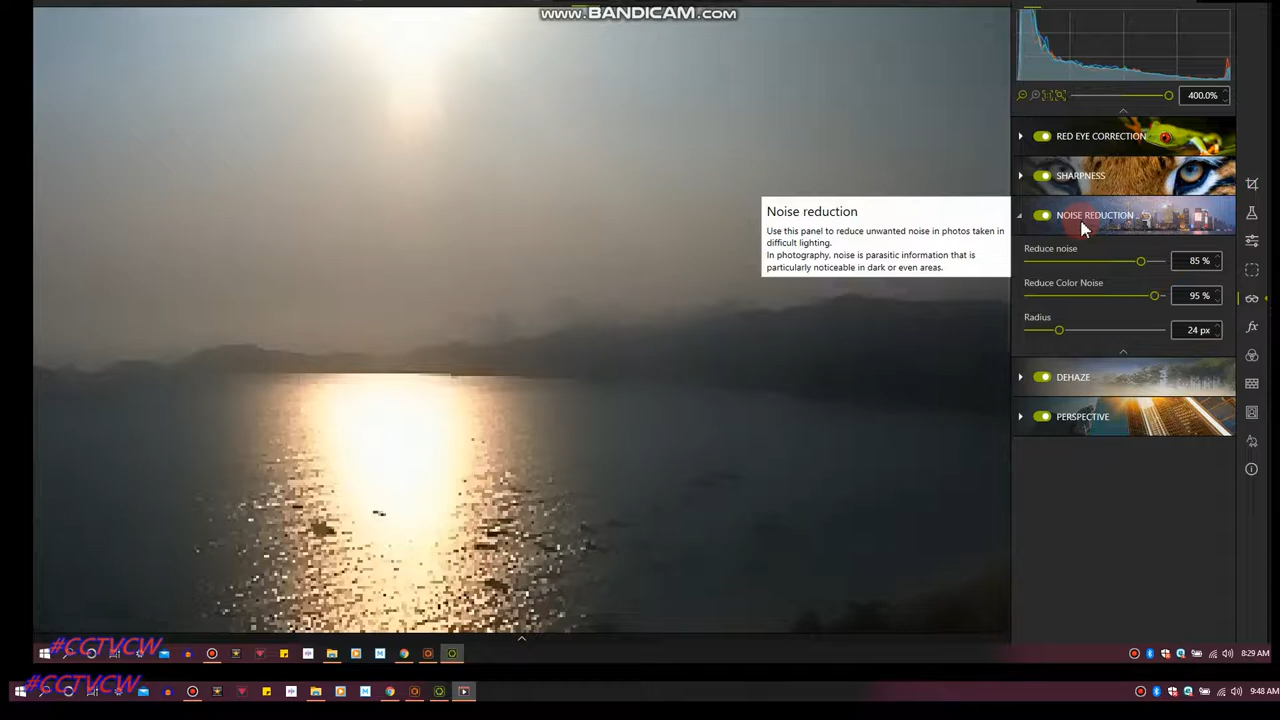 www.BANDICAM.com
400.0%
RED EYE CORRECTION
SHARPNESS
NOISE REDUCTION
Noise reduction
Use this panel to reduce unwanted noise in photos taken in
difficult lighting.
In photography, noise is parasitic information that is
particularly noticeable in dark or even areas.
Reduce noise
85 %
Reduce Color Noise
95 %
Radius
24 px
DEHAZE
PERSPECTIVE
fx
#CCTVCW
8:29 AM
#CCTVCW
9:48 AM